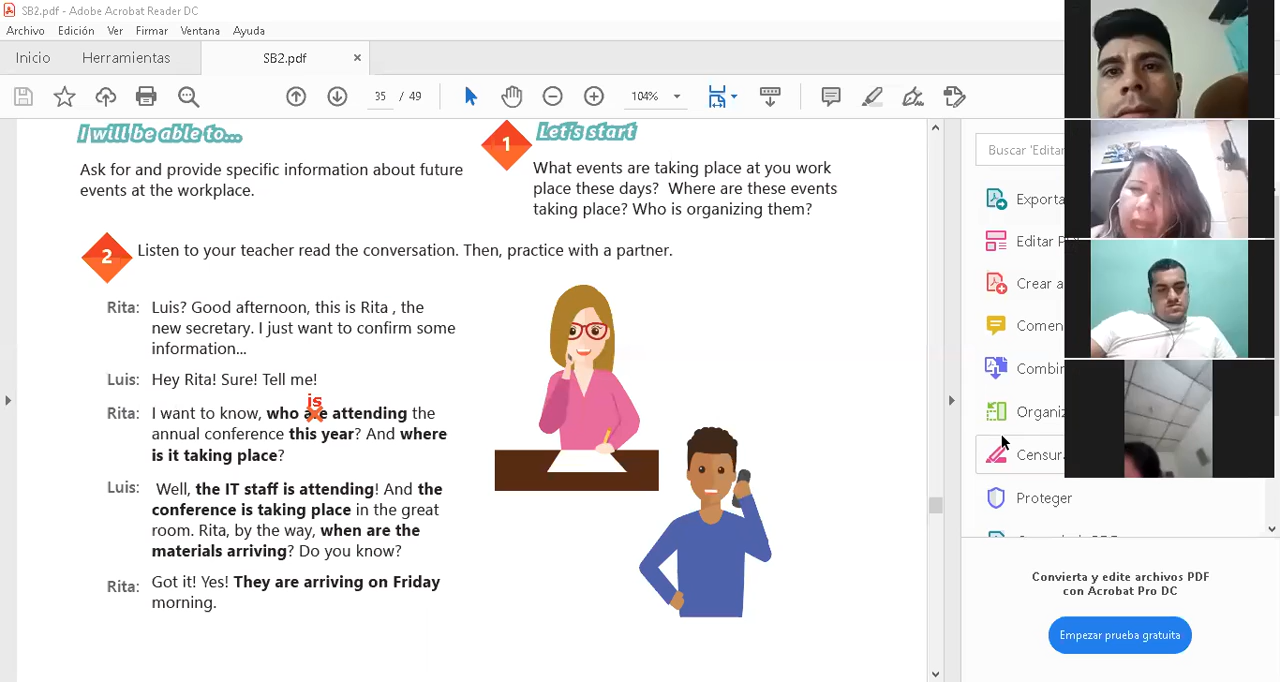 SB2.pdf - Adobe Acrobat Reader DC
Archivo Edición Ver Firmar Ventana Ayuda
Inicio Herramientas SB2.pdf ×
35 / 49 104%
I will be able to...
Ask for and provide specific information about future
events at the workplace.
1 Let's start
What events are taking place at you work
place these days? Where are these events
taking place? Who is organizing them?
2 Listen to your teacher read the conversation. Then, practice with a partner.
Rita: Luis? Good afternoon, this is Rita , the
new secretary. I just want to confirm some
information...
Luis: Hey Rita! Sure! Tell me!
is
Rita: I want to know, who are attending the
annual conference this year? And where
is it taking place?
Luis: Well, the IT staff is attending! And the
conference is taking place in the great
room. Rita, by the way, when are the
materials arriving? Do you know?
Rita: Got it! Yes! They are arriving on Friday
morning.
Buscar 'Editar
Exporta
Editar P
Crear a
Comen
Combin
Organiz
Censura
Proteger
Convierta y edite archivos PDF
con Acrobat Pro DC
Empezar prueba gratuita